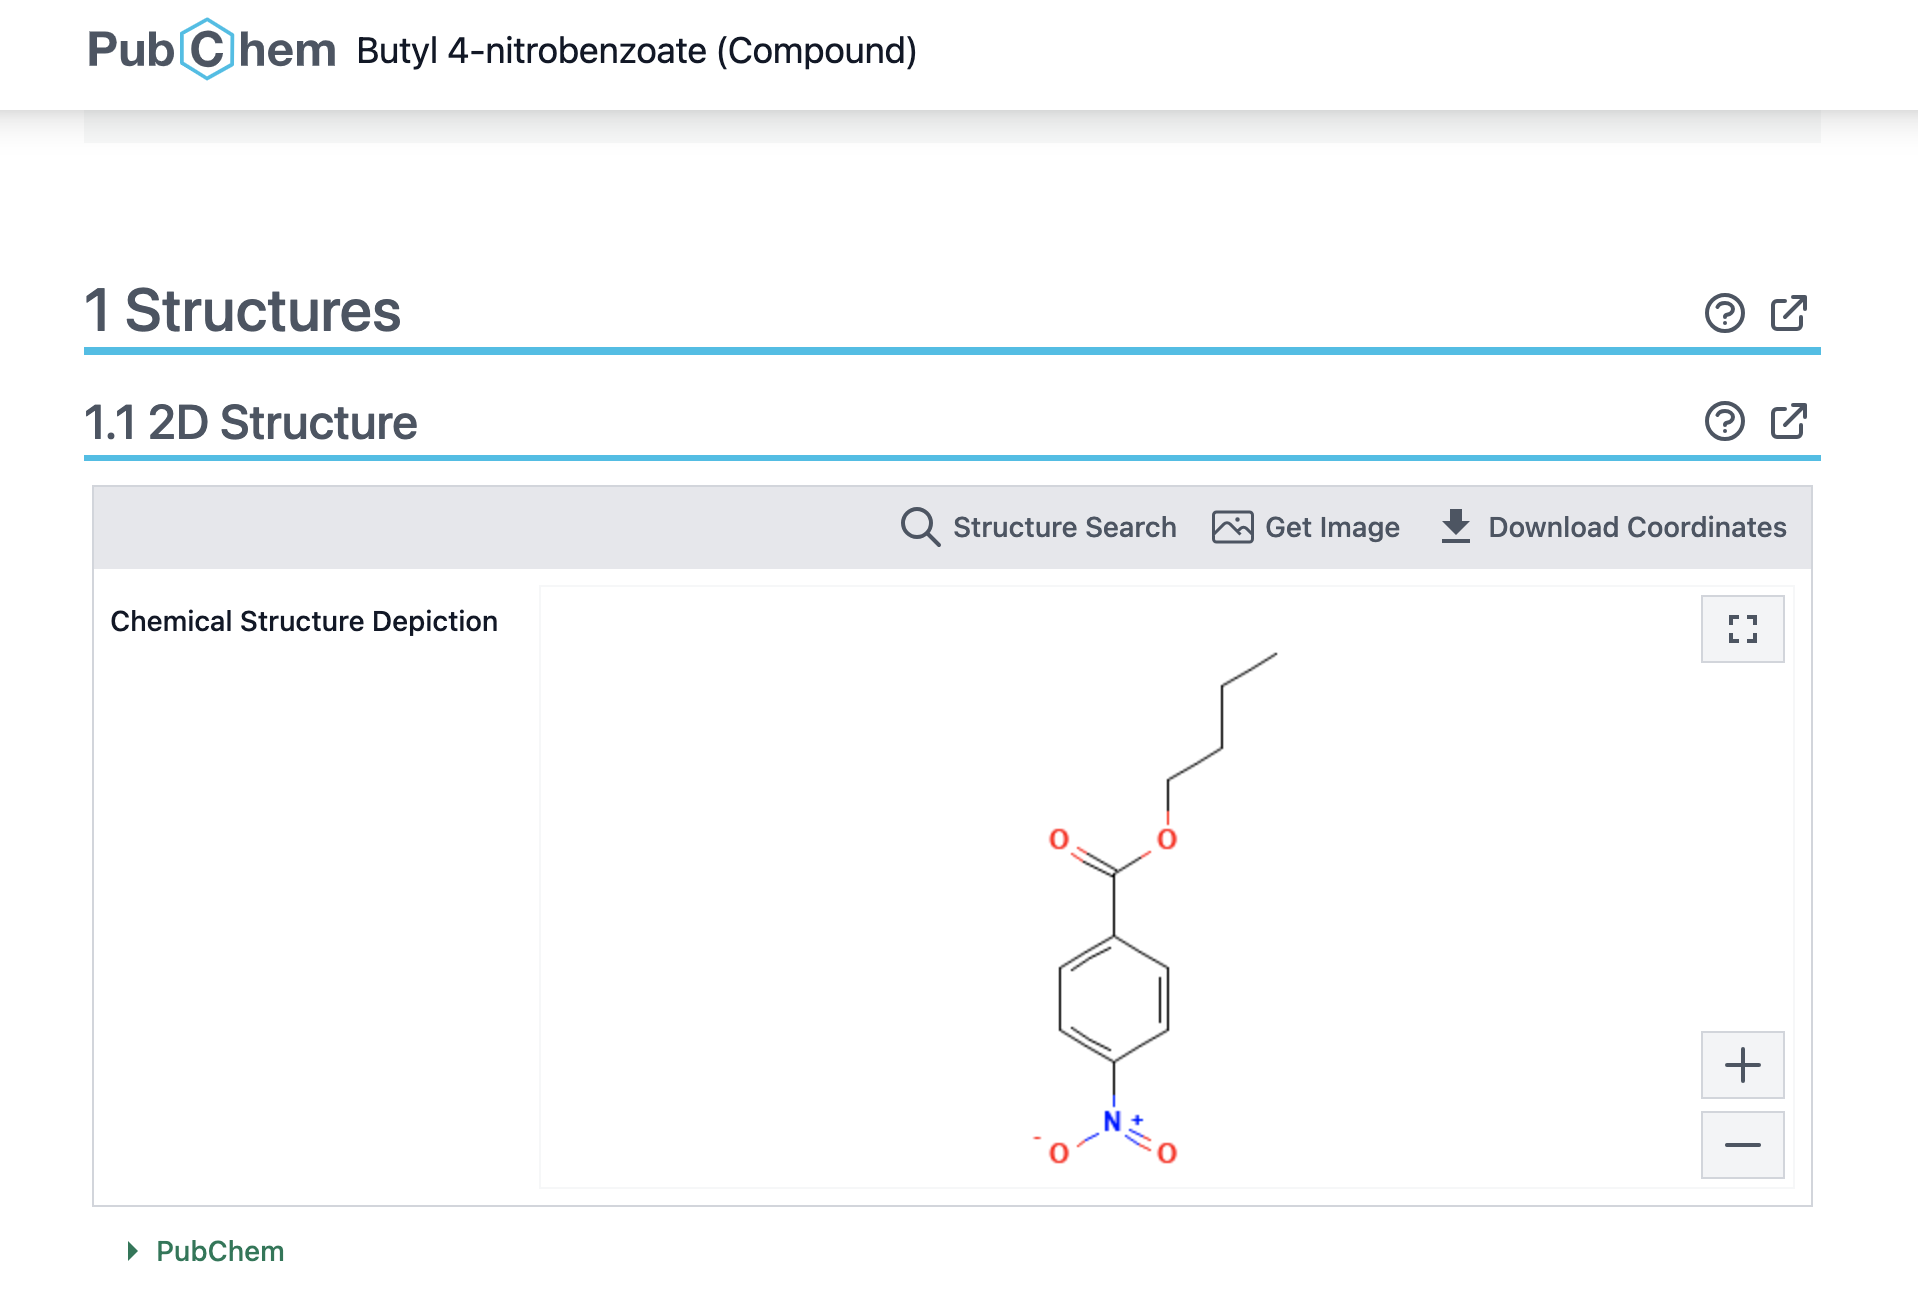 PubChem Butyl 4-nitrobenzoate (Compound)
1 Structures
1.1 2D Structure
Structure Search Get Image Download Coordinates
Chemical Structure Depiction
O O
N +
- O O
PubChem